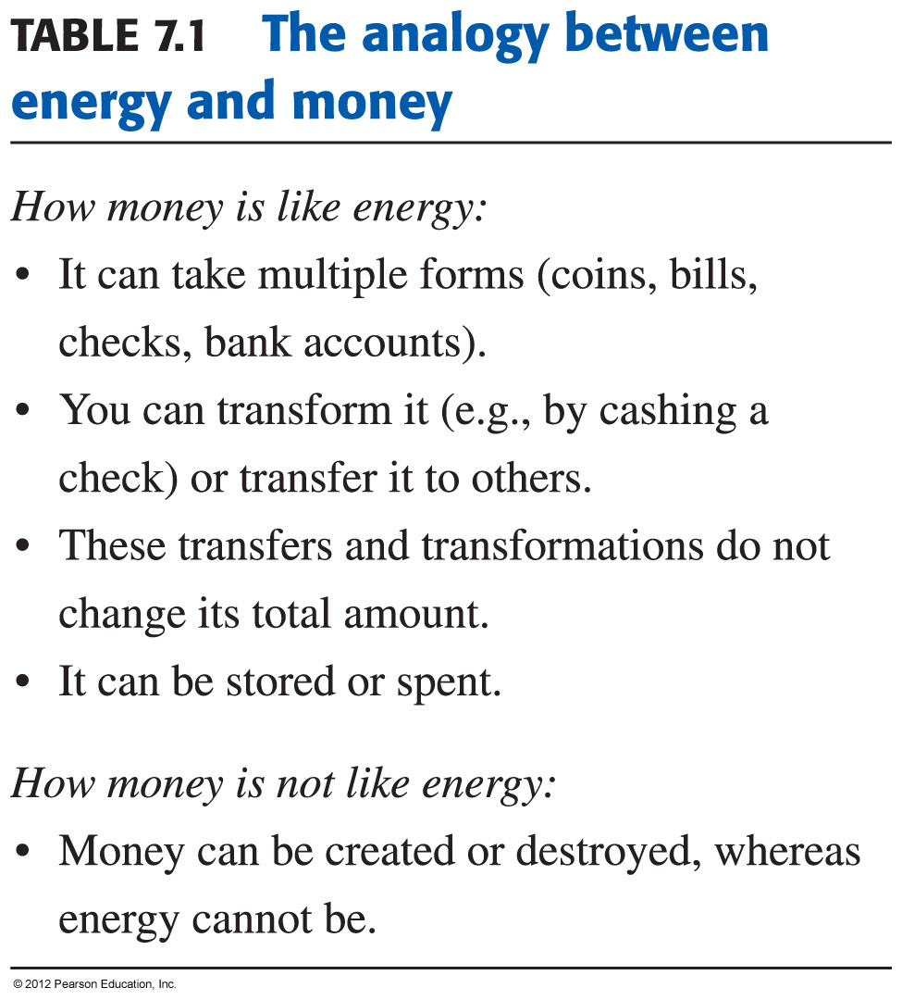 TABLE 7.1 The analogy between
energy and money
How money is like energy:
• It can take multiple forms (coins, bills,
checks, bank accounts).
• You can transform it (e.g., by cashing a
check) or transfer it to others.
• These transfers and transformations do not
change its total amount.
• It can be stored or spent.
How money is not like energy:
• Money can be created or destroyed, whereas
energy cannot be.
© 2012 Pearson Education, Inc.